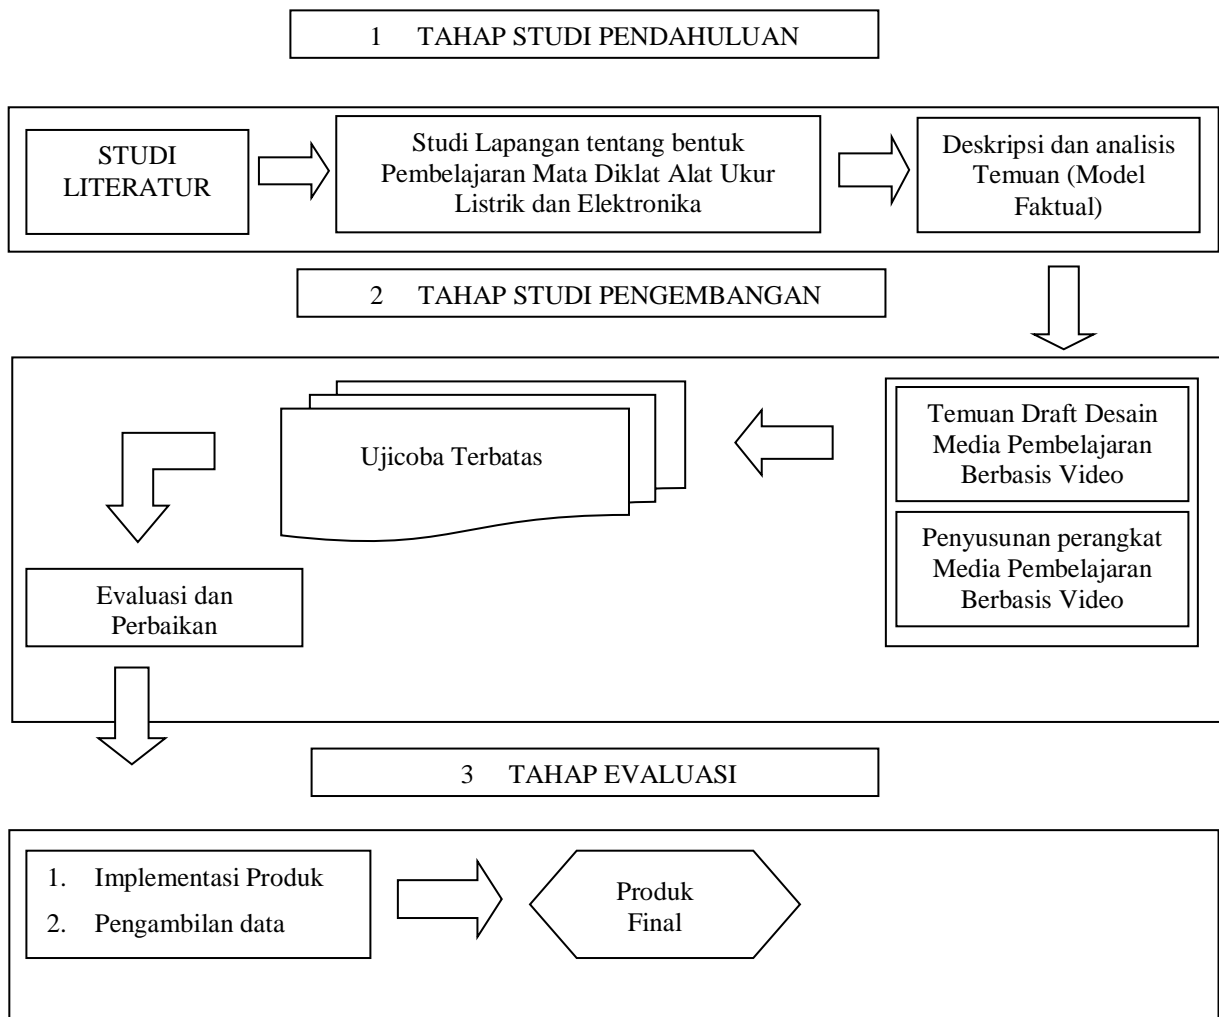 1 TAHAP STUDI PENDAHULUAN
STUDI
LITERATUR
Studi Lapangan tentang bentuk
Pembelajaran Mata Diklat Alat Ukur
Listrik dan Elektronika
Deskripsi dan analisis
Temuan (Model
Faktual)
2 TAHAP STUDI PENGEMBANGAN
Temuan Draft Desain
Media Pembelajaran
Berbasis Video
Penyusunan perangkat
Media Pembelajaran
Berbasis Video
Ujicoba Terbatas
Evaluasi dan
Perbaikan
3 TAHAP EVALUASI
1. Implementasi Produk
2. Pengambilan data
Produk
Final